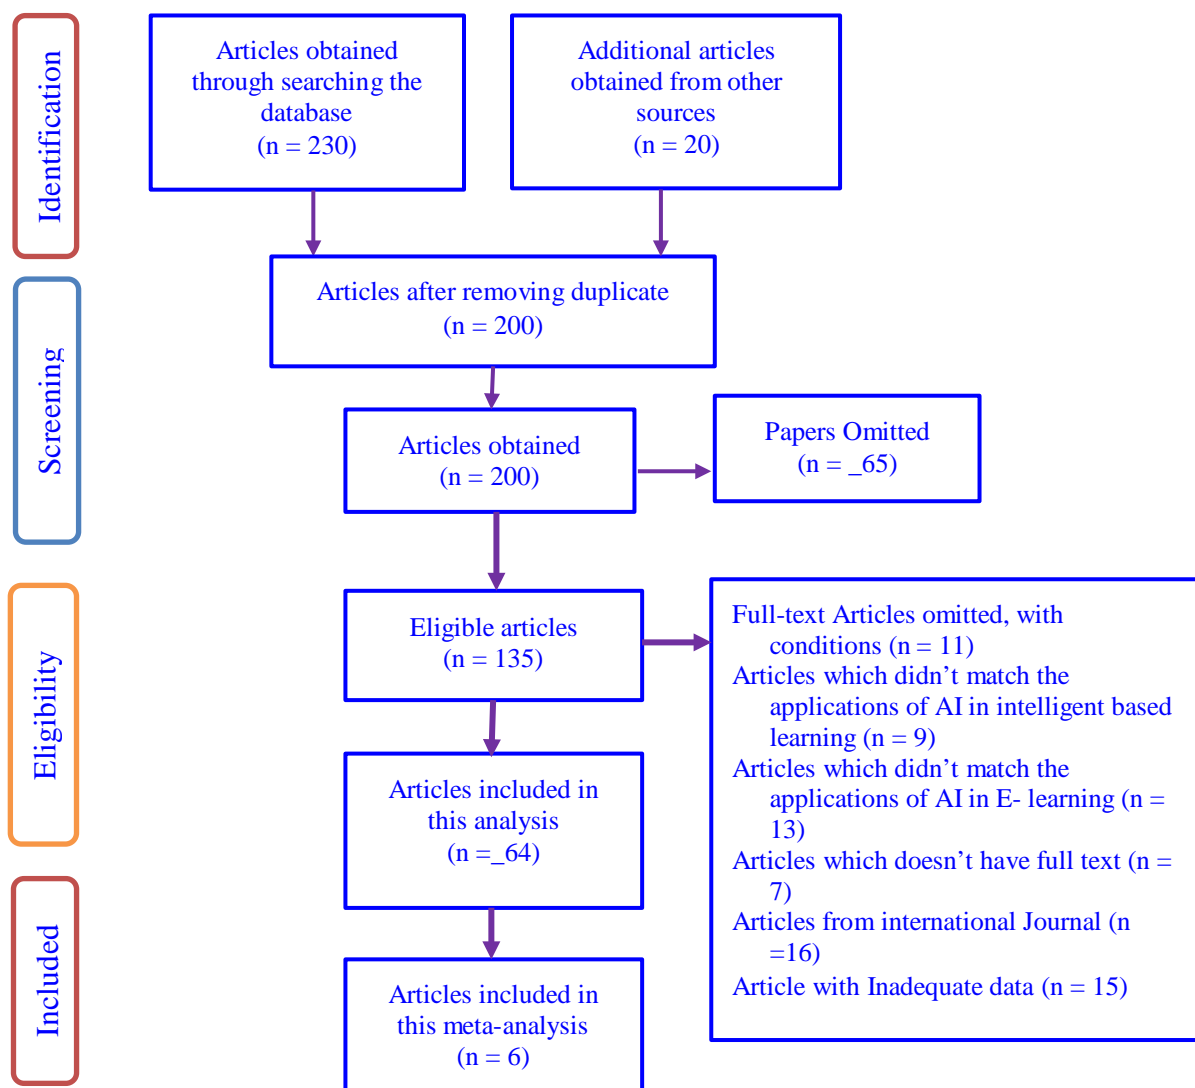 Identification
Articles obtained
through searching the
database
(n = 230)
Additional articles
obtained from other
sources
(n = 20)
Screening
Articles after removing duplicate
(n = 200)
Articles obtained
(n = 200)
Papers Omitted
(n = _65)
Eligibility
Eligible articles
(n = 135)
Full-text Articles omitted, with
conditions (n = 11)
Articles which didn’t match the
applications of AI in intelligent based
learning (n = 9)
Articles which didn’t match the
applications of AI in E- learning (n =
13)
Articles which doesn’t have full text (n =
7)
Articles from international Journal (n
=16)
Article with Inadequate data (n = 15)
Articles included in
this analysis
(n =_64)
Included
Articles included in
this meta-analysis
(n = 6)